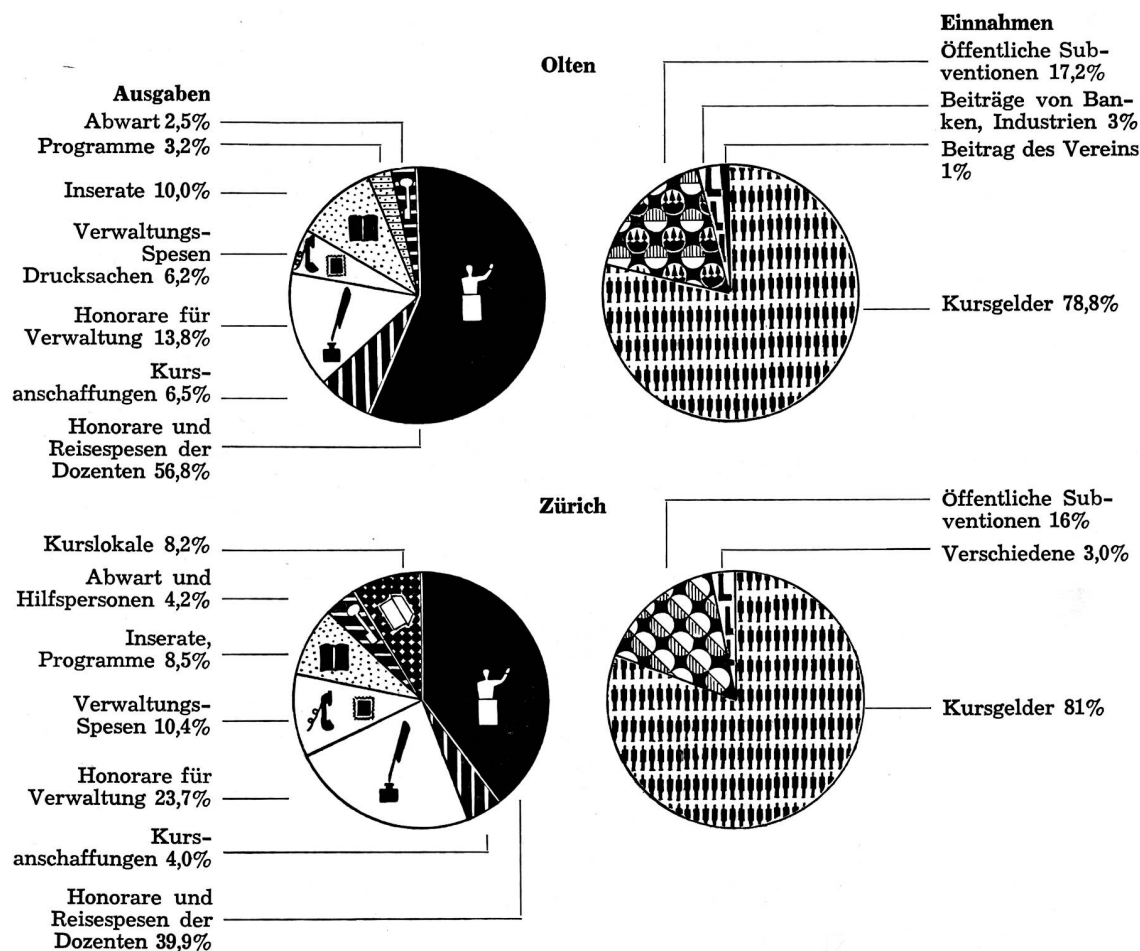 Olten
Ausgaben
Abwart 2,5%
Programme 3,2%
Inserate 10,0%
Verwaltungs-
Spesen
Drucksachen 6,2%
Honorare für
Verwaltung 13,8%
Kurs-
anschaffungen 6,5%
Honorare und
Reisespesen der
Dozenten 56,8%
Einnahmen
Öffentliche Sub-
ventionen 17,2%
Beiträge von Ban-
ken, Industrien 3%
Beitrag des Vereins
1%
Kursgelder 78,8%
Zürich
Kurslokale 8,2%
Abwart und
Hilfspersonen 4,2%
Inserate,
Programme 8,5%
Verwaltungs-
Spesen 10,4%
Honorare für
Verwaltung 23,7%
Kurs-
anschaffungen 4,0%
Honorare und
Reisespesen der
Dozenten 39,9%
Öffentliche Sub-
ventionen 16%
Verschiedene 3,0%
Kursgelder 81%